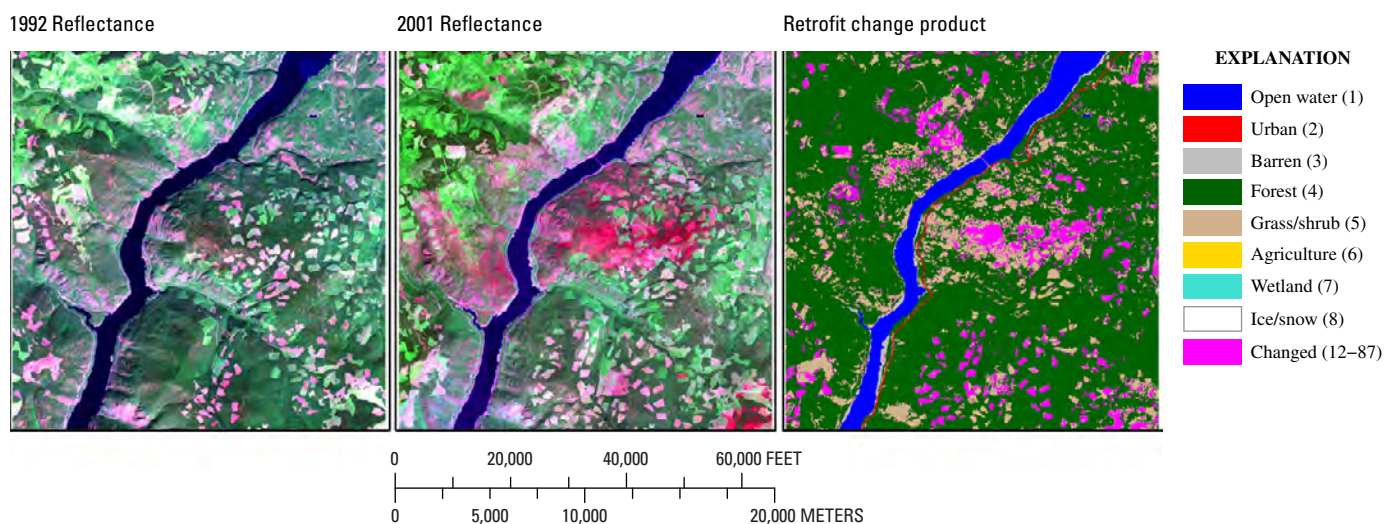 1992 Reflectance
2001 Reflectance
Retrofit change product
EXPLANATION
Open water (1)
Urban (2)
Barren (3)
Forest (4)
Grass/shrub (5)
Agriculture (6)
Wetland (7)
Ice/snow (8)
Changed (12–87)
0 20,000 40,000 60,000 FEET
0 5,000 10,000 20,000 METERS